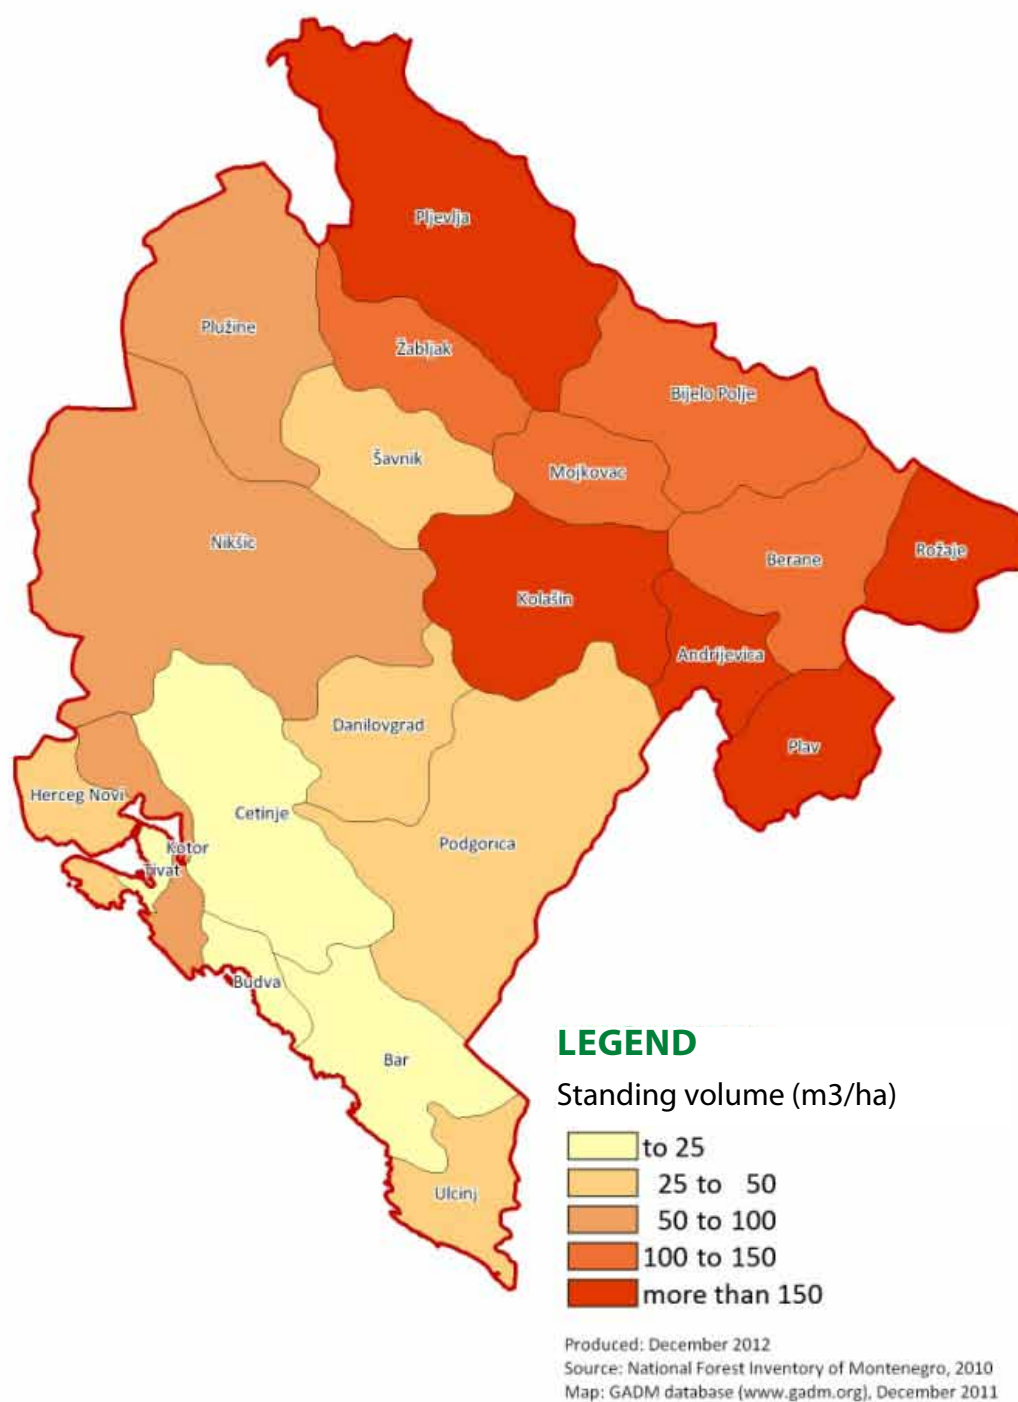 Pljevlja
Plužine
Žabljak
Bijelo Polje
Šavnik
Mojkovac
Nikšic
Berane
Rožaje
Kolašin
Andrijevica
Danilovgrad
Plav
Herceg Novi
Cetinje
Kotor
Podgorica
Tivat
Budva
Bar
Ulcinj
LEGEND
Standing volume (m3/ha)
to 25
25 to 50
50 to 100
100 to 150
more than 150
Produced: December 2012
Source: National Forest Inventory of Montenegro, 2010
Map: GADM database (www.gadm.org), December 2011